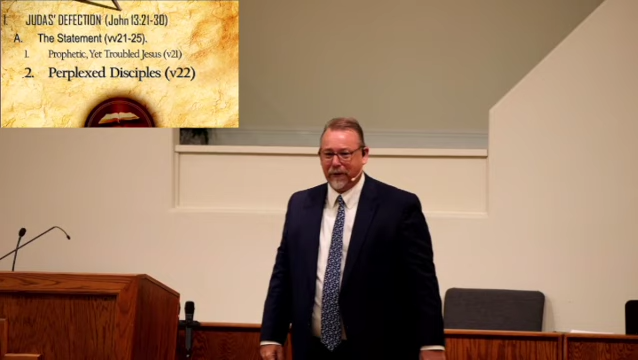 I. JUDAS' DEFECTION (John 13:21-30)
A. The Statement (vv21-25).
1. Prophetic, Yet Troubled Jesus (v21)
2. Perplexed Disciples (v22)